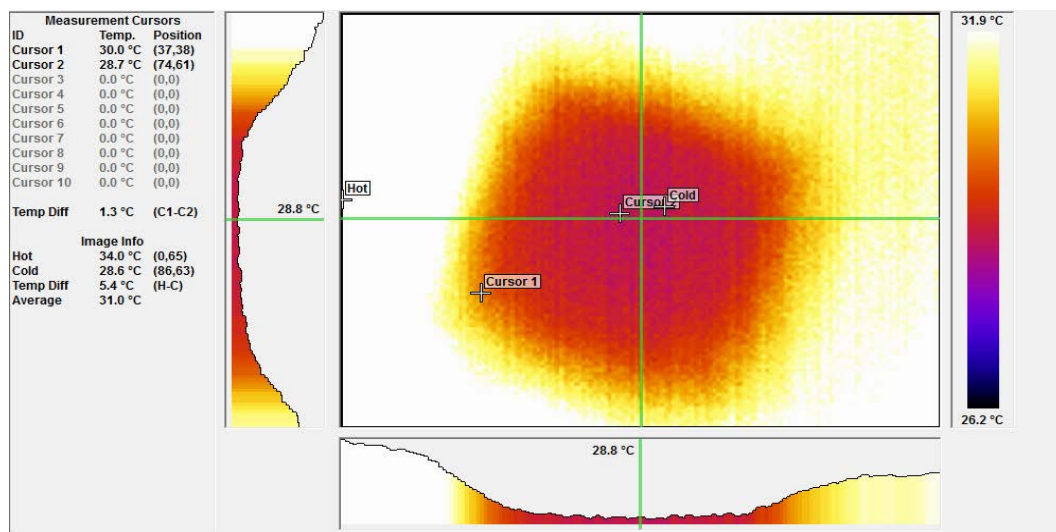 Measurement Cursors
ID Temp. Position
Cursor 1 30.0 °C (37,38)
Cursor 2 28.7 °C (74,61)
Cursor 3 0.0 °C (0,0)
Cursor 4 0.0 °C (0,0)
Cursor 5 0.0 °C (0,0)
Cursor 6 0.0 °C (0,0)
Cursor 7 0.0 °C (0,0)
Cursor 8 0.0 °C (0,0)
Cursor 9 0.0 °C (0,0)
Cursor 10 0.0 °C (0,0)
Temp Diff 1.3 °C (C1-C2)
Image Info
Hot 34.0 °C (0,65)
Cold 28.6 °C (86,63)
Temp Diff 5.4 °C (H-C)
Average 31.0 °C
28.8 °C
Hot
Cold
Cursor 1
28.8 °C
31.9 °C
26.2 °C